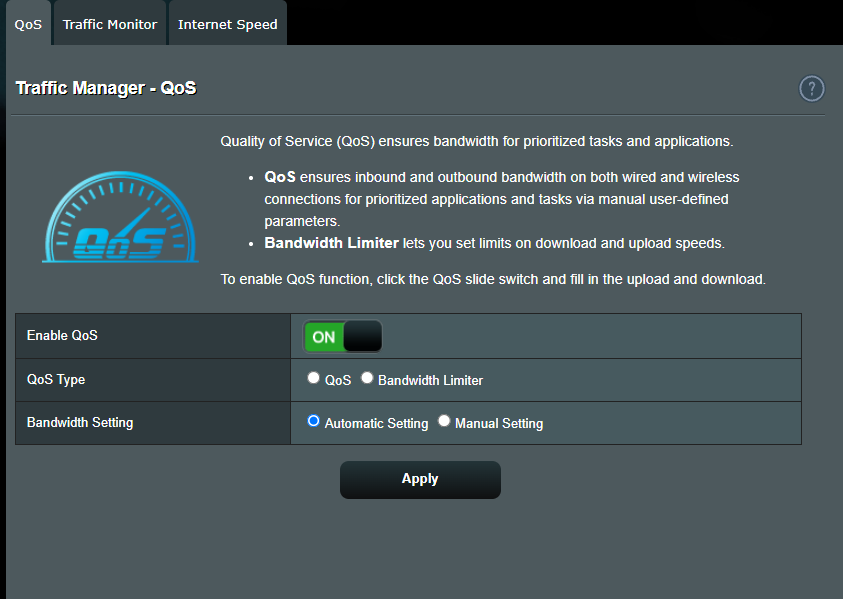 QoS Traffic Monitor Internet Speed
Traffic Manager - QoS
?
Quality of Service (QoS) ensures bandwidth for prioritized tasks and applications.
• QoS ensures inbound and outbound bandwidth on both wired and wireless
connections for prioritized applications and tasks via manual user-defined
parameters.
• Bandwidth Limiter lets you set limits on download and upload speeds.
QoS
To enable QoS function, click the QoS slide switch and fill in the upload and download.
Enable QoS ON
QoS Type QoS Bandwidth Limiter
Bandwidth Setting Automatic Setting Manual Setting
Apply